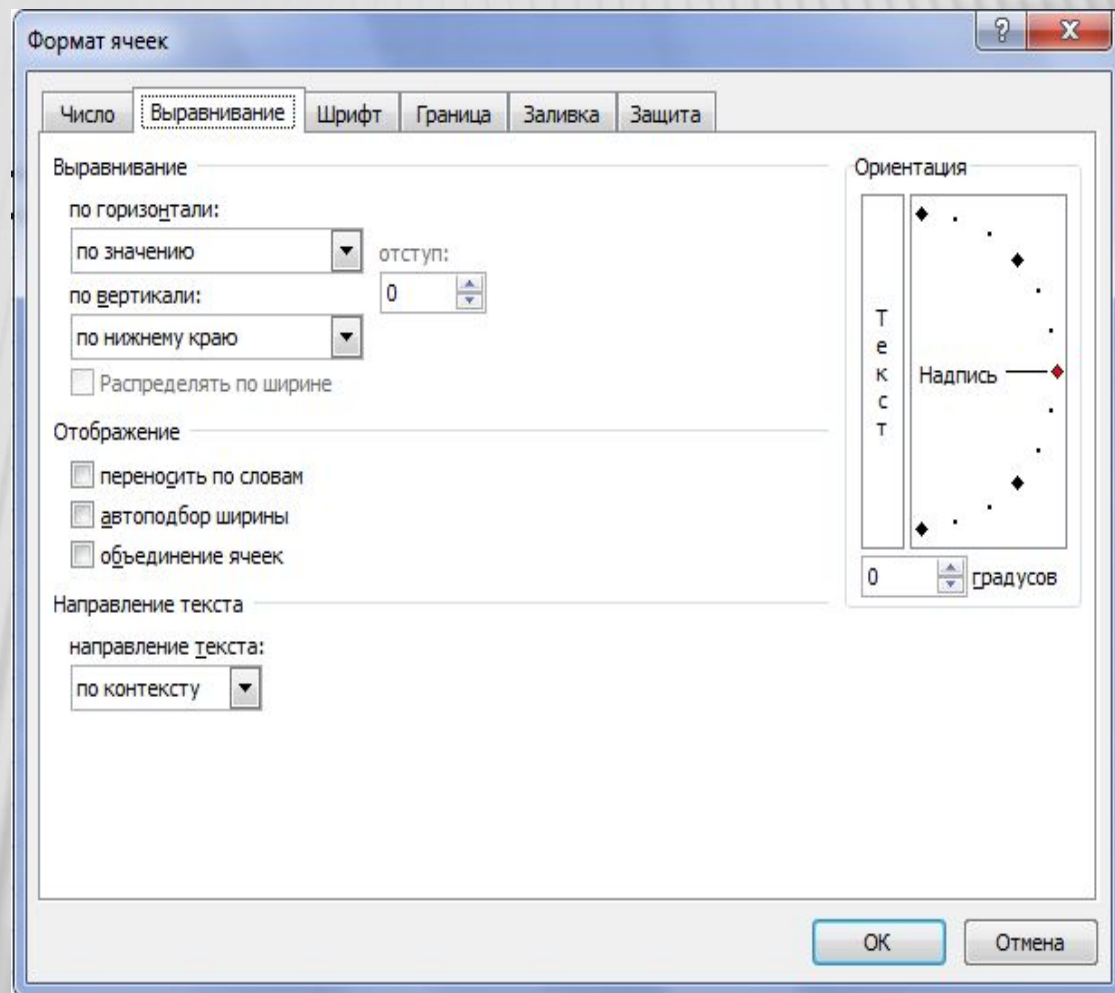 Формат ячеек
? X
Число Выравнивание Шрифт Граница Заливка Защита
Выравнивание
по горизонтали:
по значению
отступ:
0
по вертикали:
по нижнему краю
Распределять по ширине
Отображение
переносить по словам
автоподбор ширины
объединение ячеек
Направление текста
направление текста:
по контексту
Ориентация
Текст
Надпись
0 градусов
ОК Отмена